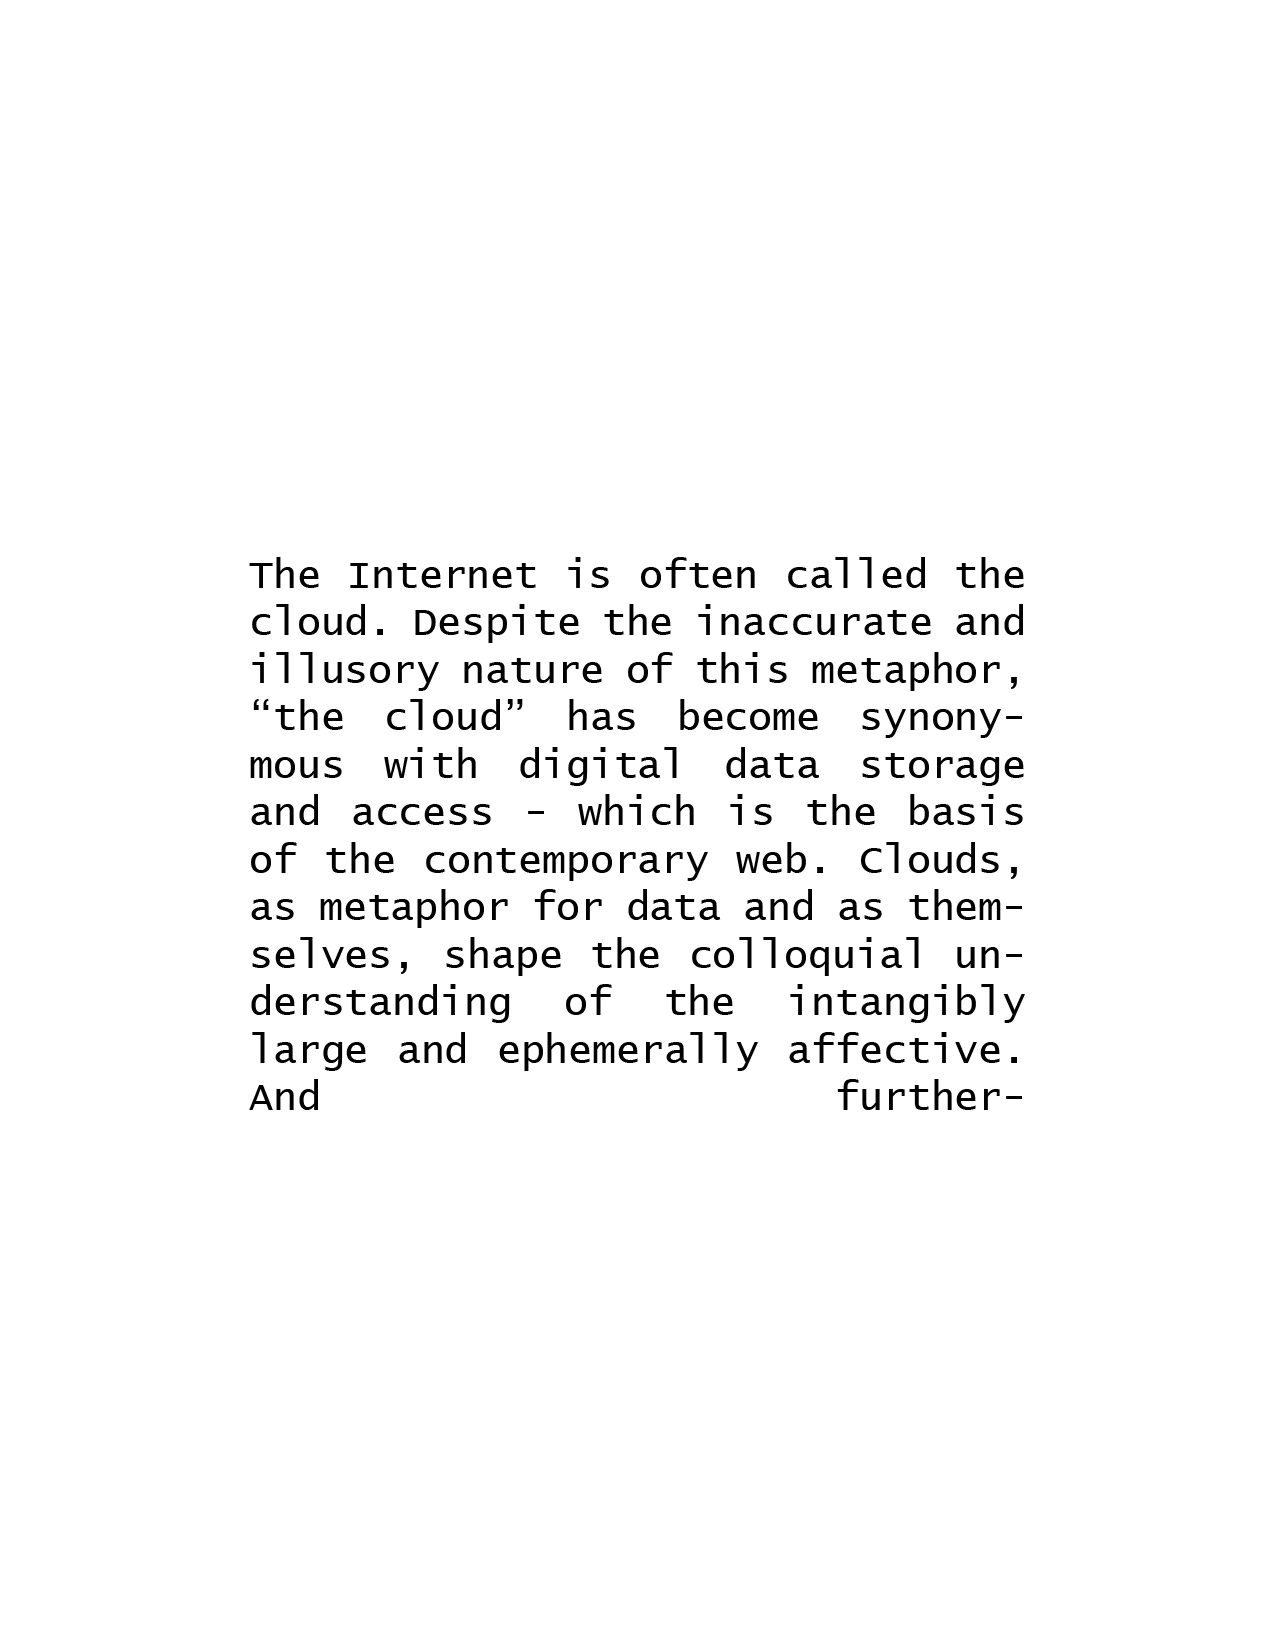 The Internet is often called the
cloud. Despite the inaccurate and
illusory nature of this metaphor,
“the cloud” has become synony-
mous with digital data storage
and access - which is the basis
of the contemporary web. Clouds,
as metaphor for data and as them-
selves, shape the colloquial un-
derstanding of the intangibly
large and ephemerally affective.
And further-